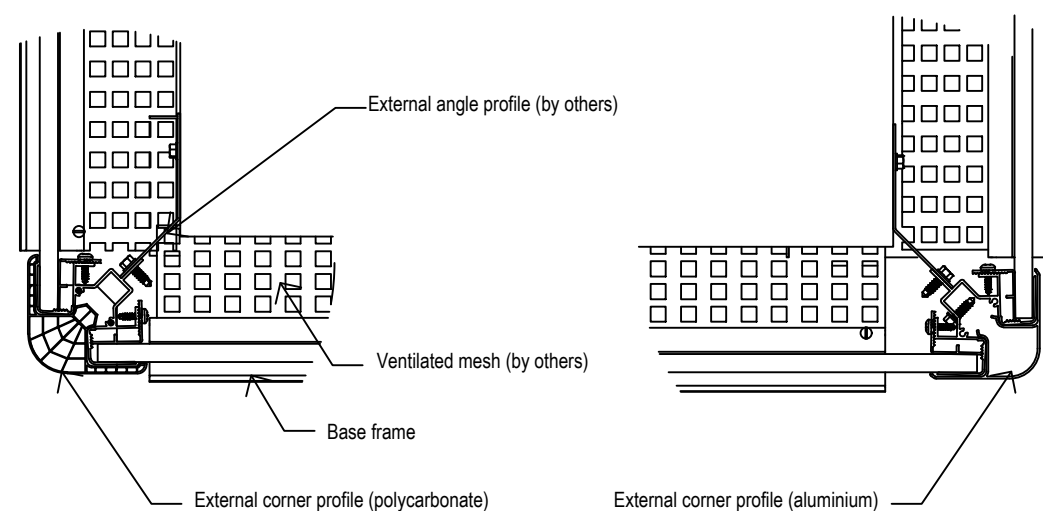 External angle profile (by others)
Ventilated mesh (by others)
Base frame
External corner profile (polycarbonate)
External corner profile (aluminium)